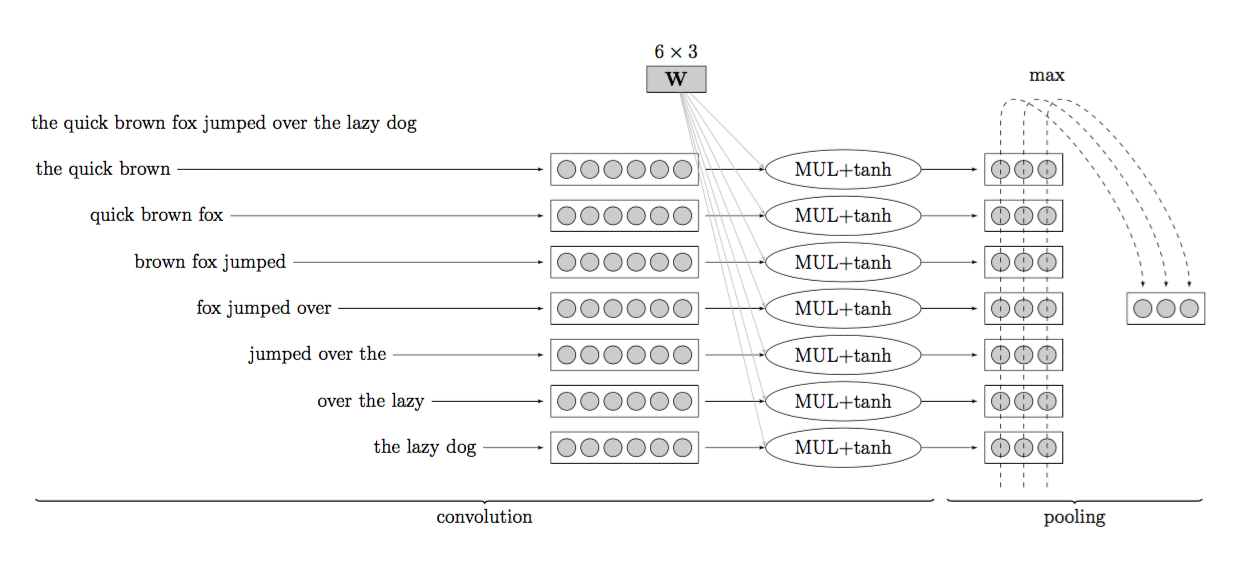 6 × 3
W
max
the quick brown fox jumped over the lazy dog
the quick brown
MUL+tanh
quick brown fox
MUL+tanh
brown fox jumped
MUL+tanh
fox jumped over
MUL+tanh
jumped over the
MUL+tanh
over the lazy
MUL+tanh
the lazy dog
MUL+tanh
convolution
pooling